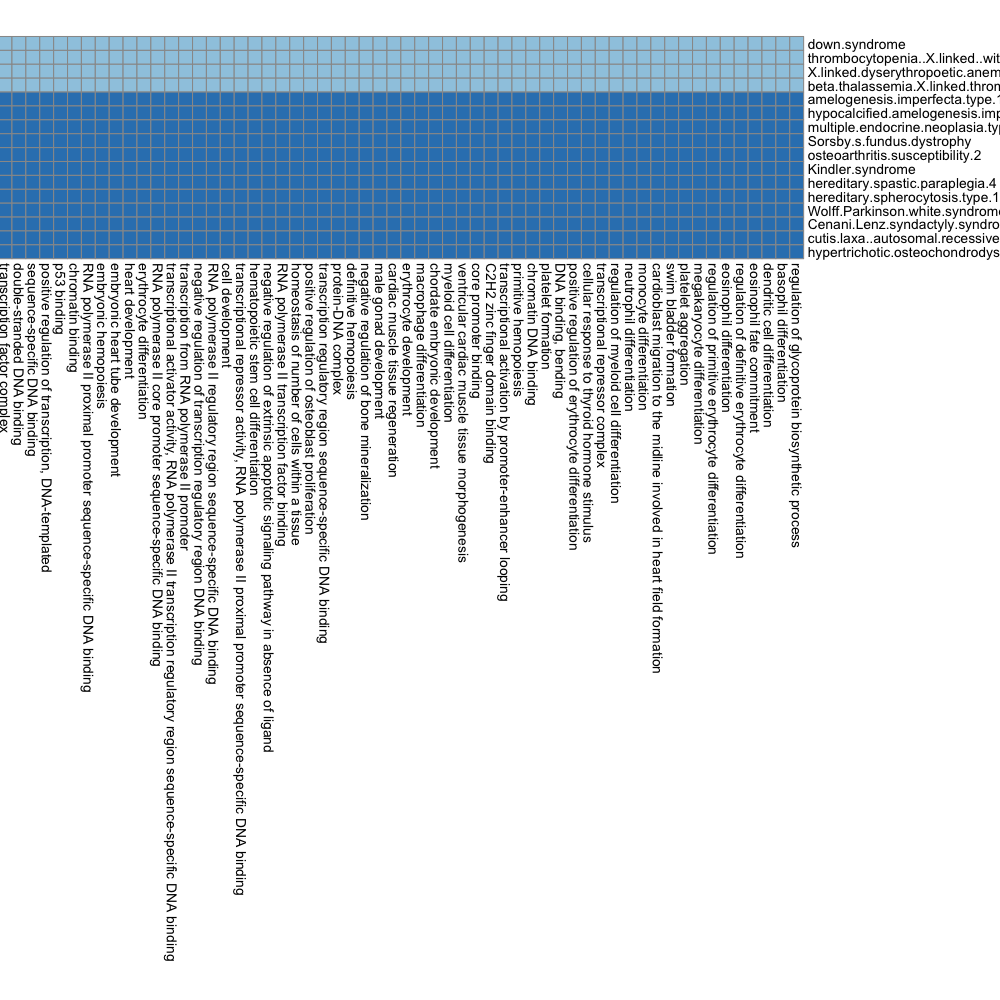 down.syndrome
thrombocytopenia..X.linked..wit
X.linked.dyserythropoetic.anem
beta.thalassemia.X.linked.throm
amelogenesis.imperfecta.type.1
hypocalcified.amelogenesis.imp
multiple.endocrine.neoplasia.typ
Sorsby.s.fundus.dystrophy
osteoarthritis.susceptibility.2
Kindler.syndrome
hereditary.spastic.paraplegia.4
hereditary.spherocytosis.type.1
Wolff.Parkinson.white.syndrome
Cenani.Lenz.syndactyly.syndro
cutis.laxa..autosomal.recessive
hypertrichotic.osteochondrodys
transcription factor complex
double-stranded DNA binding
sequence-specific DNA binding
positive regulation of transcription, DNA-templated
p53 binding
chromatin binding
RNA polymerase II proximal promoter sequence-specific DNA binding
embryonic hemopoiesis
embryonic heart tube development
heart development
erythrocyte differentiation
RNA polymerase II core promoter sequence-specific DNA binding
transcriptional activator activity, RNA polymerase II transcription regulatory region sequence-specific DNA binding
transcription from RNA polymerase II promoter
negative regulation of transcription regulatory region DNA binding
RNA polymerase II regulatory region sequence-specific DNA binding
cell development
transcriptional repressor activity, RNA polymerase II proximal promoter sequence-specific DNA binding
hematopoietic stem cell differentiation
negative regulation of extrinsic apoptotic signaling pathway in absence of ligand
RNA polymerase II transcription factor binding
homeostasis of number of cells within a tissue
positive regulation of osteoblast proliferation
transcription regulatory region sequence-specific DNA binding
protein-DNA complex
definitive hemopoiesis
negative regulation of bone mineralization
male gonad development
cardiac muscle tissue regeneration
erythrocyte development
macrophage differentiation
chordate embryonic development
myeloid cell differentiation
ventricular cardiac muscle tissue morphogenesis
core promoter binding
C2H2 zinc finger domain binding
transcriptional activation by promoter-enhancer looping
primitive hemopoiesis
chromatin DNA binding
platelet formation
DNA binding, bending
positive regulation of erythrocyte differentiation
cellular response to thyroid hormone stimulus
transcriptional repressor complex
regulation of myeloid cell differentiation
neutrophil differentiation
monocyte differentiation
cardioblast migration to the midline involved in heart field formation
swim bladder formation
platelet aggregation
megakaryocyte differentiation
regulation of primitive erythrocyte differentiation
eosinophil differentiation
regulation of definitive erythrocyte differentiation
eosinophil fate commitment
dendritic cell differentiation
basophil differentiation
regulation of glycoprotein biosynthetic process